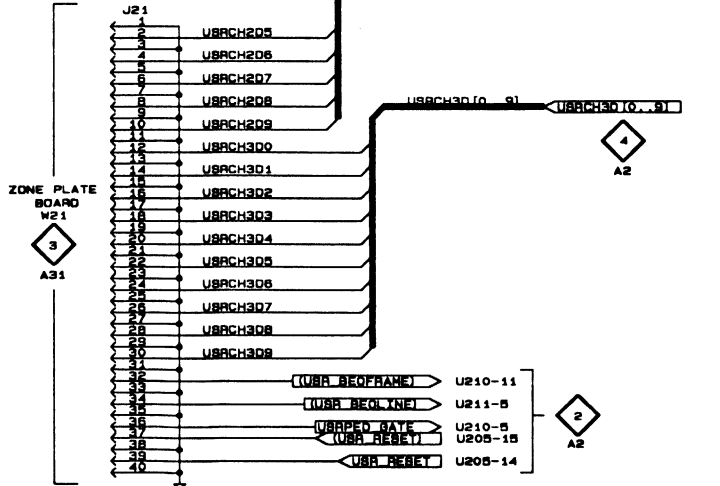 J21
1
2 USRCH2D5
3
4 USRCH2D6
5
6 USRCH2D7
7
8 USRCH2D8
9
10 USRCH2D9
11
12 USRCH3D0
13
14 USRCH3D1
15
16 USRCH3D2
17
18 USRCH3D3
19
20 USRCH3D4
21
22 USRCH3D5
23
24 USRCH3D6
25
26 USRCH3D7
27
28 USRCH3D8
29
30 USRCH3D9
31
32 (USR BEOFRAME) U210-11
33
34 (USR BEOLINE) U211-5
35
36 USRPED GATE U210-5
37 (USR RESET) U205-15
38
39 USR RESET U205-14
40
ZONE PLATE
BOARD
W21
3
A31
USRCH3D[0..9] USRCH3D[0..9]
4
A2
2
A2